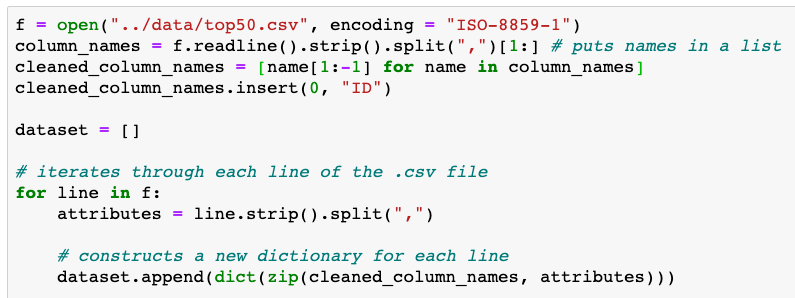 f = open("../data/top50.csv", encoding = "ISO-8859-1")
column_names = f.readline().strip().split(",")[1:] # puts names in a list
cleaned_column_names = [name[1:-1] for name in column_names]
cleaned_column_names.insert(0, "ID")

dataset = []

# iterates through each line of the .csv file
for line in f:
    attributes = line.strip().split(",")

    # constructs a new dictionary for each line
    dataset.append(dict(zip(cleaned_column_names, attributes)))